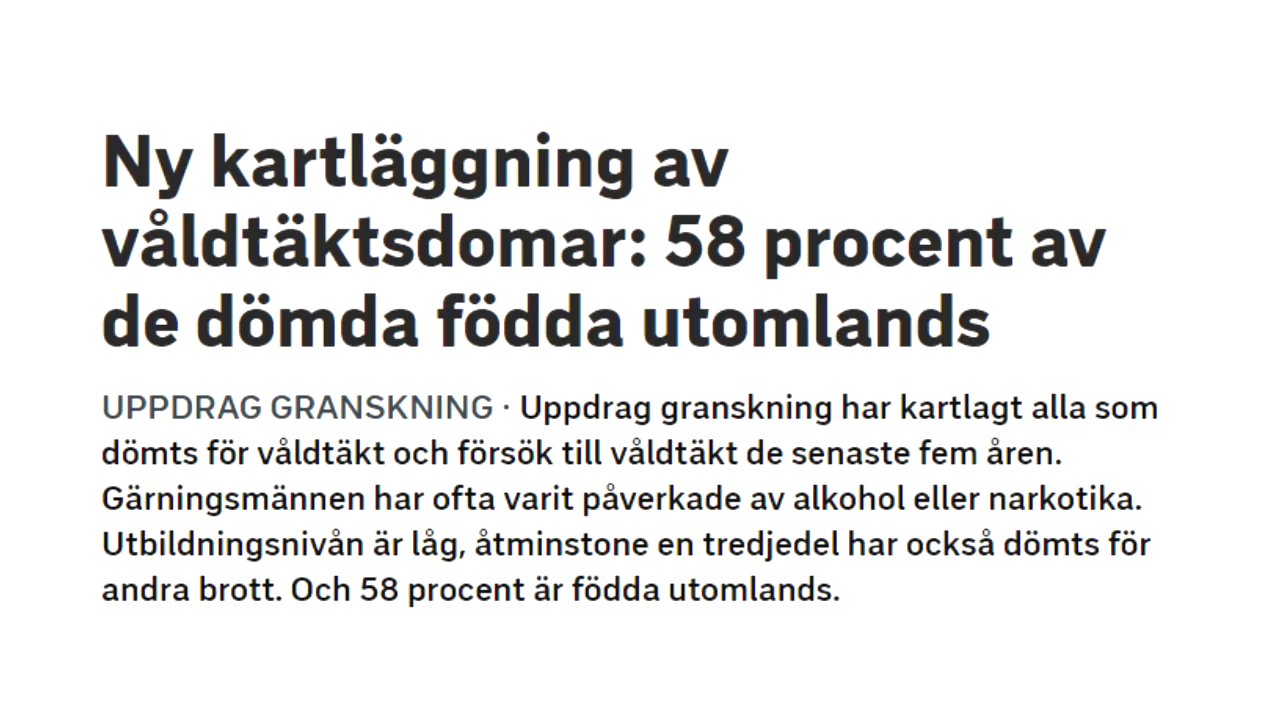 Ny kartläggning av
våldtäktsdomar: 58 procent av
de dömda födda utomlands
UPPDRAG GRANSKNING · Uppdrag granskning har kartlagt alla som
dömts för våldtäkt och försök till våldtäkt de senaste fem åren.
Gärningsmännen har ofta varit påverkade av alkohol eller narkotika.
Utbildningsnivån är låg, åtminstone en tredjedel har också dömts för
andra brott. Och 58 procent är födda utomlands.